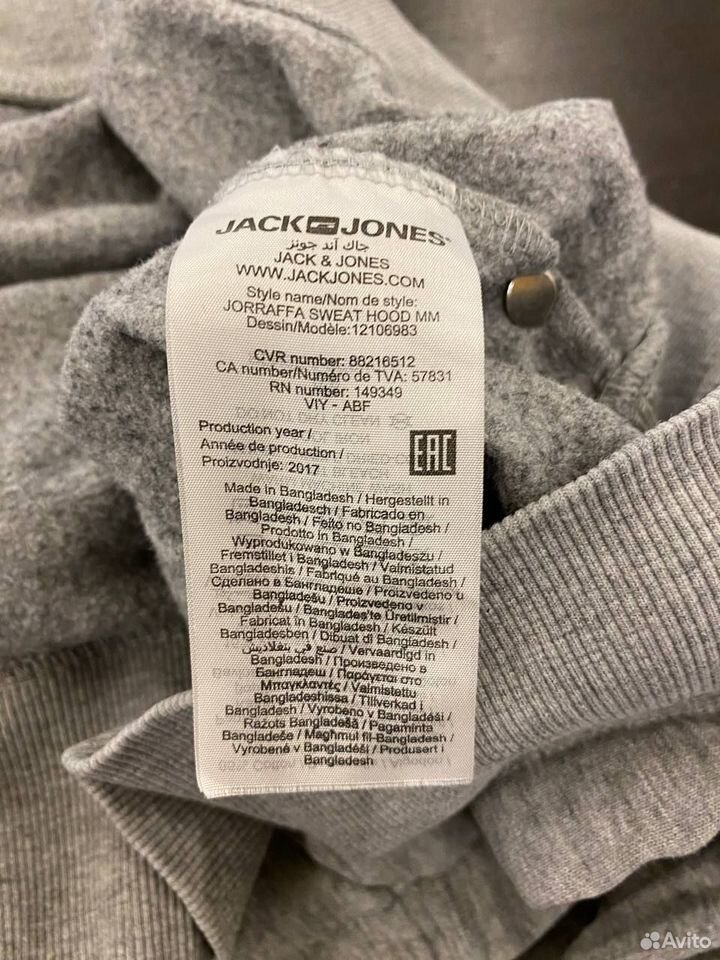 JACK JONES®
جاك آند جونز
JACK & JONES
WWW.JACKJONES.COM
Style name/Nom de style:
JORRAFFA SWEAT HOOD MM
Dessin/Modèle:12106983
CVR number: 88216512
CA number/Numéro de TVA: 57831
RN number: 149349
VIY - ABF
Production year /
Année de production /
Proizvodnje: 2017
EAC
Made in Bangladesh / Hergestellt in
Bangladesch / Fabricado en
Bangladesh / Feito no Bangladesh /
Prodotto in Bangladesh /
Wyprodukowano w Bangladeszu /
Fremstillet i Bangladesh / Valmistatud
Bangladeshis / Fabriqué au Bangladesh /
Сделано в Бангладеше / Proizvedeno u
Bangladešu / Proizvedeno v
Bangladešu / Bangladeş'te Üretilmiştir /
Fabricat în Bangladesh / Készült
Bangladesben / Dibuat di Bangladesh /
صنع في بنغلاديش / Vervaardigd in
Bangladesh / Произведено в
Бангладеш / Παράγεται στο
Μπαγκλαντές / Valmistettu
Bangladeshissa / Tillverkad i
Bangladesh / Vyrobeno v Bangladéši /
Ražots Bangladešā / Pagaminta
Bangladeše / Magħmul fil-Bangladesh /
Vyrobené v Bangladéši / Produsert i
Bangladesh
Avito